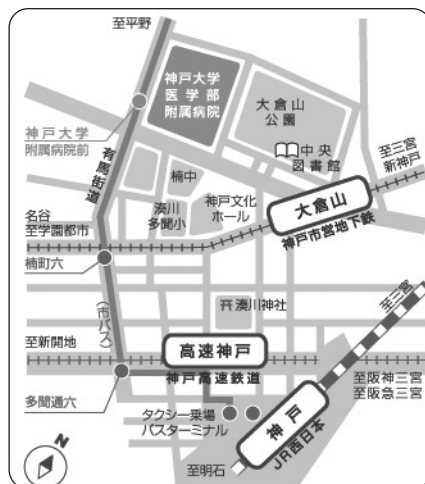 至平野
神戸大学
医学部
附属病院
大倉山
公園
神戸大学
附属病院前
中央
図書館
至三宮
新神戸
有馬街道
楠中
湊川
多聞小
神戸文化
ホール
大倉山
神戸市営地下鉄
名谷
至学園都市
楠町六
(市バス)
湊川神社
至三宮
至新開地
高速神戸
神戸高速鉄道
至阪神三宮
至阪急三宮
多聞通六
タクシー乗場
バスターミナル
神戸
JR西日本
至明石
N